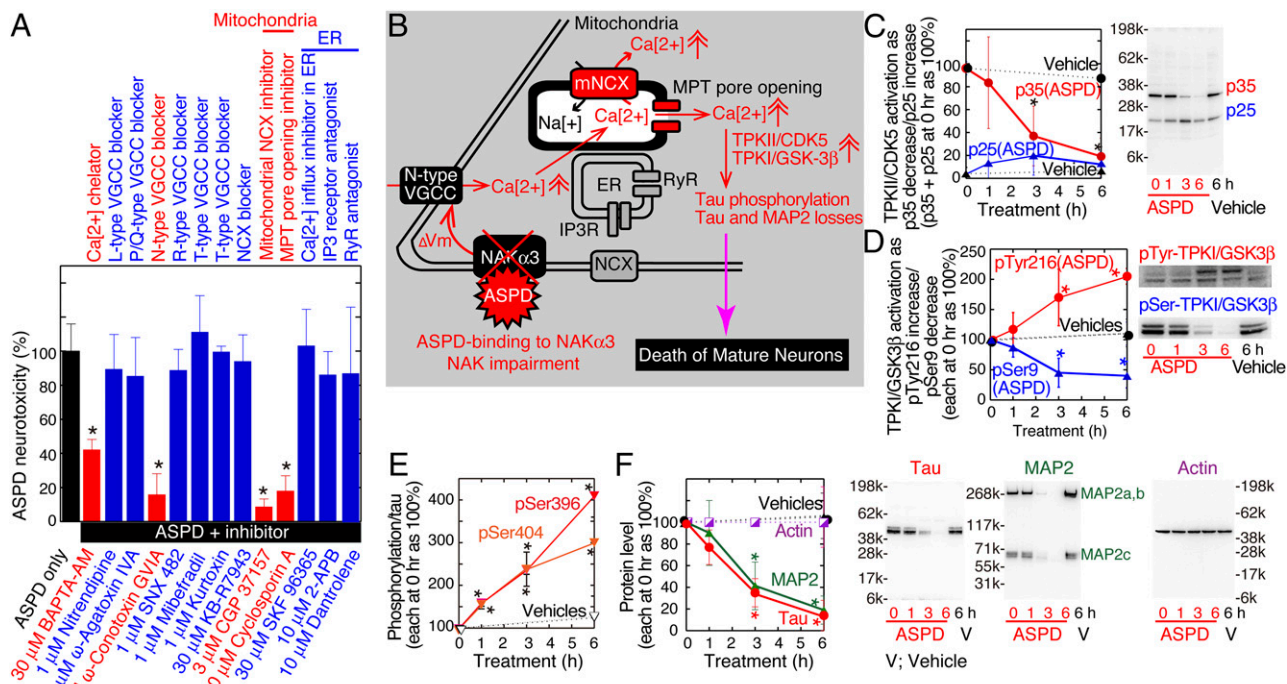 A
Mitochondria
ER
Ca[2+] chelator
L-type VGCC blocker
P/Q-type VGCC blocker
N-type VGCC blocker
R-type VGCC blocker
T-type VGCC blocker
T-type VGCC blocker
NCX blocker
Mitochondrial NCX inhibitor
MPT pore opening inhibitor
Ca[2+] influx inhibitor in ER
IP3 receptor antagonist
RyR antagonist
ASPD neurotoxicity (%)
120
100
80
60
40
20
0
*
*
*
*
ASPD + inhibitor
ASPD only
30 μM BAPTA-AM
1 μM Nitrendipine
μM ω-Agatoxin IVA
ω-Conotoxin GVIA
1 μM SNX 482
1 μM Mibefradil
1 μM Kurtoxin
30 μM KB-R7943
3 μM CGP 37157
0 μM Cyclosporin A
30 μM SKF 96365
10 μM 2-APB
10 μM Dantrolene
B
Mitochondria
Ca[2+]
mNCX
MPT pore opening
Na[+]
Ca[2+]
Ca[2+]
TPKII/CDK5
TPKI/GSK-3β
N-type
VGCC
Ca[2+]
ER
RyR
IP3R
Tau phosphorylation
Tau and MAP2 losses
ΔVm
NAKα3
NCX
ASPD
ASPD-binding to NAKα3
NAK impairment
Death of Mature Neurons
C
TPKII/CDK5 activation as
p35 decrease/p25 increase
(p35 + p25 at 0 hr as 100%)
100
80
60
40
20
0
Vehicle
p35(ASPD)
*
*
p25(ASPD)
Vehicle
0 1 2 3 4 5 6
Treatment (h)
198k
62k
49k
38k
28k
17k
6k
p35
p25
0 1 3 6 6 h
ASPD Vehicle
D
TPKI/GSK3β activation as
pTyr216 increase/
pSer9 decrease
(each at 0 hr as 100%)
250
200
150
100
50
0
pTyr216(ASPD)
*
*
Vehicles
*
*
pSer9
(ASPD)
0 1 2 3 4 5 6
Treatment (h)
pTyr-TPKI/GSK3β
pSer-TPKI/GSK3β
0 1 3 6 6 h
ASPD Vehicle
E
Phosphorylation/tau
(each at 0 hr as 100%)
400
300
200
100
pSer396
pSer404
*
*
*
*
*
*
Vehicles
0 1 2 3 4 5 6
Treatment (h)
F
Protein level
(each at 0 hr as 100%)
100
80
60
40
20
0
Vehicles
Actin
MAP2
Tau
*
*
*
*
0 1 2 3 4 5 6
Treatment (h)
Tau
198k
62k
49k
38k
28k
17k
6k
0 1 3 6 6 h
ASPD V
V; Vehicle
MAP2
268k
117k
71k
55k
31k
MAP2a,b
MAP2c
0 1 3 6 6 h
ASPD V
Actin
198k
62k
49k
38k
28k
17k
6k
0 1 3 6 6 h
ASPD V